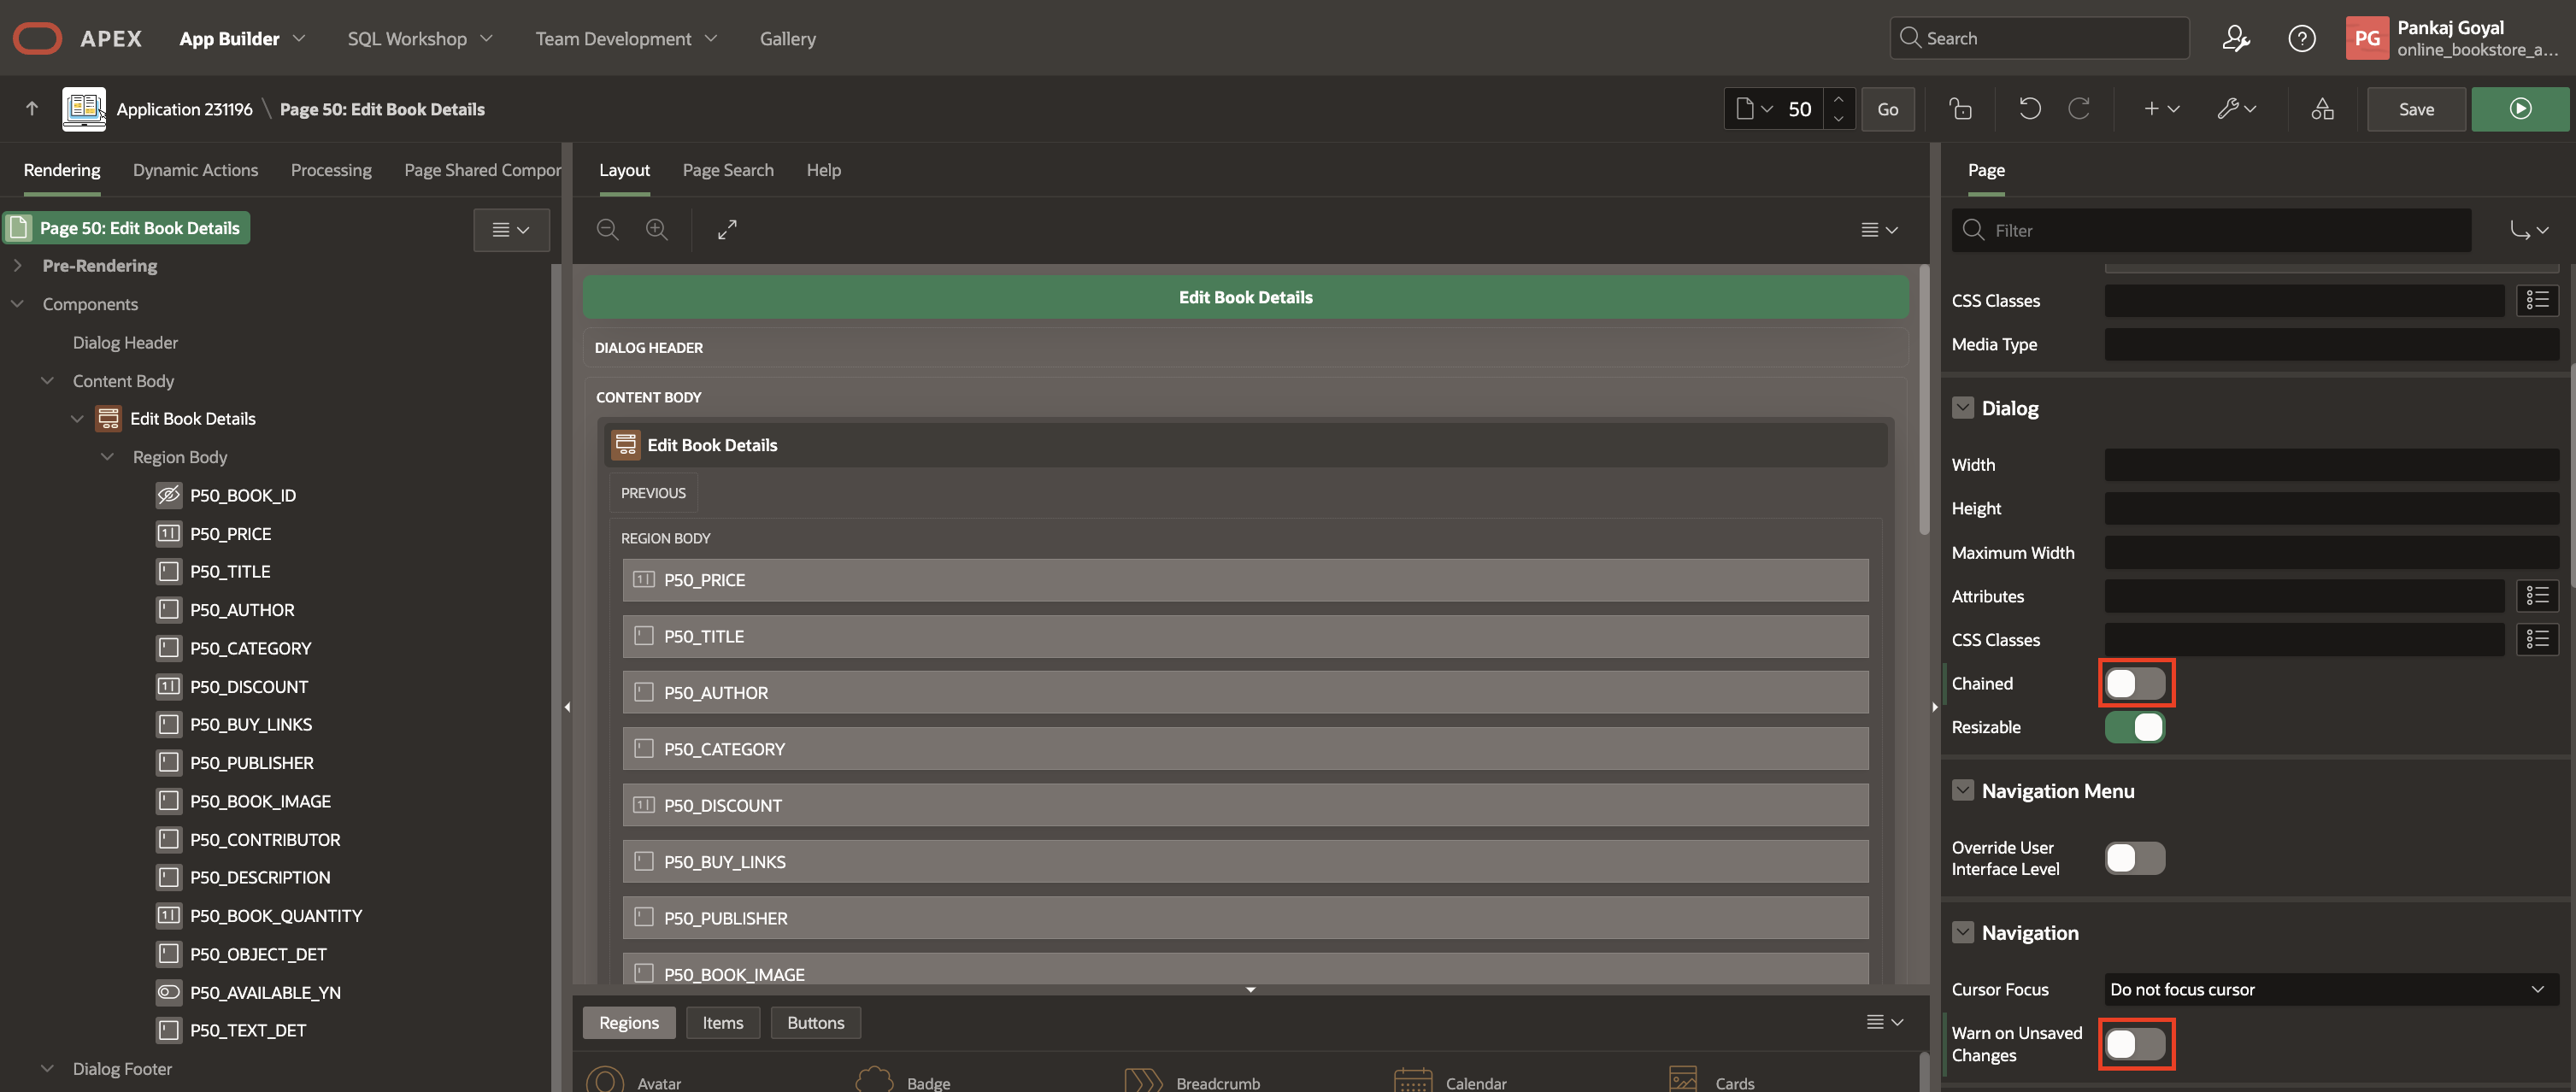 APEX App Builder SQL Workshop Team Development Gallery Search PG Pankaj Goyal
online_bookstore_a...
Application 231196 \ Page 50: Edit Book Details 50 Go Save
Rendering Dynamic Actions Processing Page Shared Compor
Layout Page Search Help
Page
Page 50: Edit Book Details
Pre-Rendering
Components
Dialog Header
Content Body
Edit Book Details
Region Body
P50_BOOK_ID
P50_PRICE
P50_TITLE
P50_AUTHOR
P50_CATEGORY
P50_DISCOUNT
P50_BUY_LINKS
P50_PUBLISHER
P50_BOOK_IMAGE
P50_CONTRIBUTOR
P50_DESCRIPTION
P50_BOOK_QUANTITY
P50_OBJECT_DET
P50_AVAILABLE_YN
P50_TEXT_DET
Dialog Footer
Edit Book Details
DIALOG HEADER
CONTENT BODY
Edit Book Details
PREVIOUS
REGION BODY
P50_PRICE
P50_TITLE
P50_AUTHOR
P50_CATEGORY
P50_DISCOUNT
P50_BUY_LINKS
P50_PUBLISHER
P50_BOOK_IMAGE
Regions Items Buttons
Avatar Badge Breadcrumb Calendar Cards
Filter
CSS Classes
Media Type
Dialog
Width
Height
Maximum Width
Attributes
CSS Classes
Chained
Resizable
Navigation Menu
Override User
Interface Level
Navigation
Cursor Focus Do not focus cursor
Warn on Unsaved
Changes